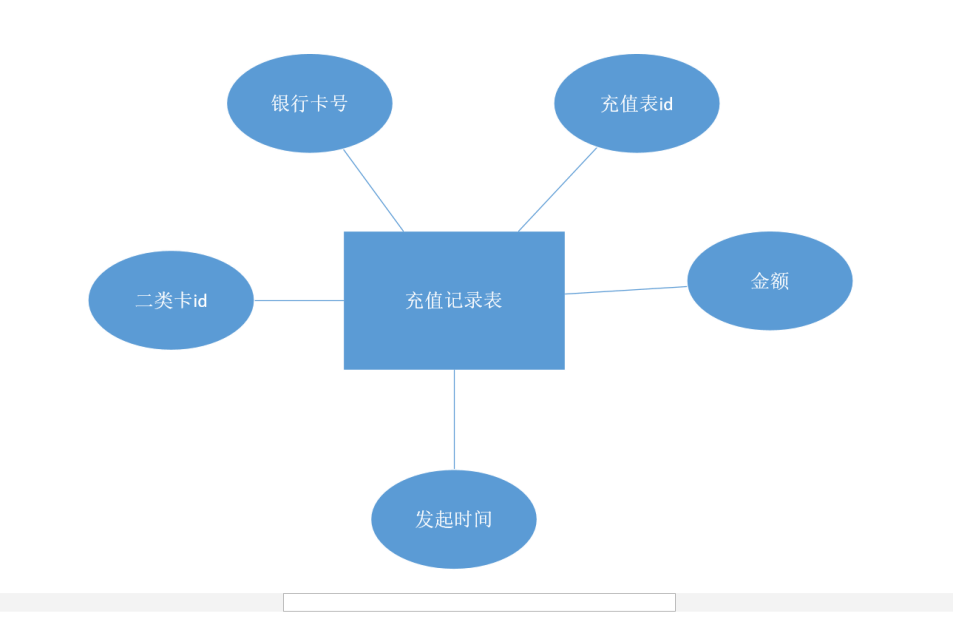 银行卡号
充值表id
二类卡id
充值记录表
金额
发起时间